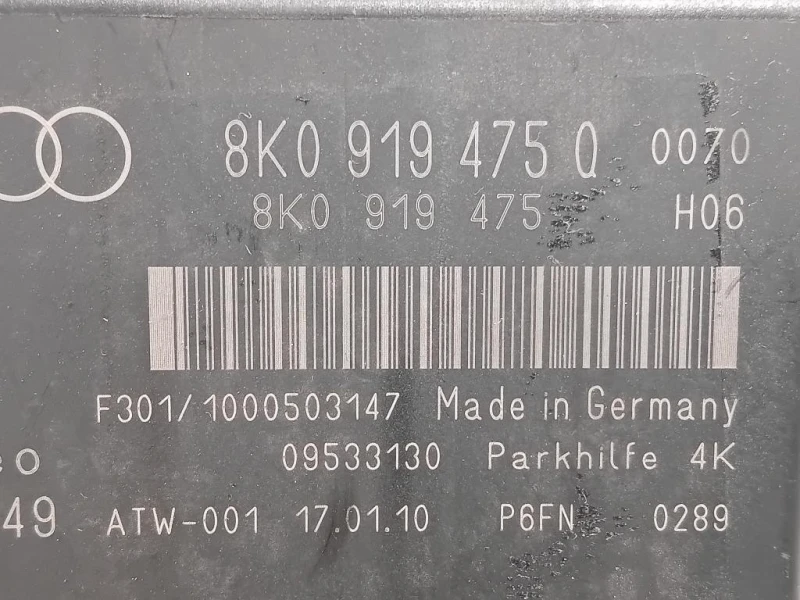 8K0 919 475 Q 0070
8K0 919 475 H06
F301/1000503147 Made in Germany
09533130 Parkhilfe 4K
49 ATW-001 17.01.10 P6FN 0289